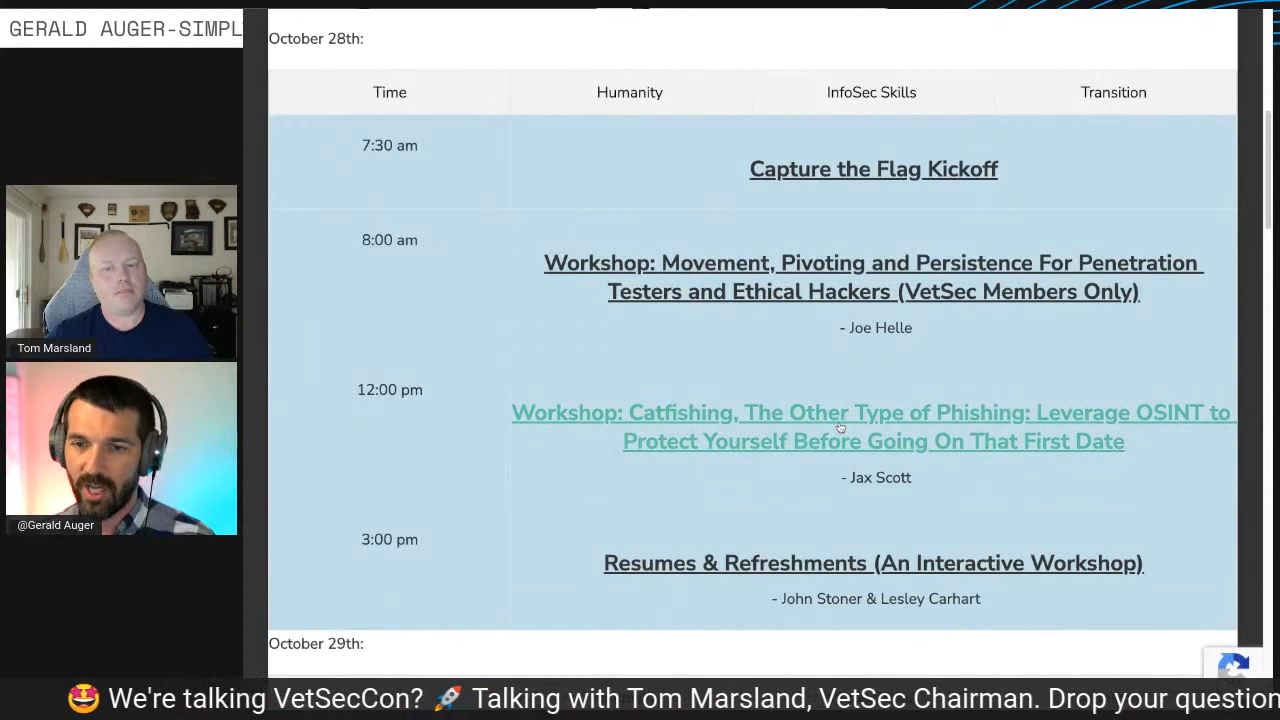 GERALD AUGER-SIMPL
October 28th:
Time Humanity InfoSec Skills Transition
7:30 am
Capture the Flag Kickoff
8:00 am
Workshop: Movement, Pivoting and Persistence For Penetration
Testers and Ethical Hackers (VetSec Members Only)
- Joe Helle
12:00 pm
Workshop: Catfishing, The Other Type of Phishing: Leverage OSINT to
Protect Yourself Before Going On That First Date
- Jax Scott
3:00 pm
Resumes & Refreshments (An Interactive Workshop)
- John Stoner & Lesley Carhart
October 29th:
Tom Marsland
@Gerald Auger
🤩 We're talking VetSecCon? 🚀 Talking with Tom Marsland, VetSec Chairman. Drop your question